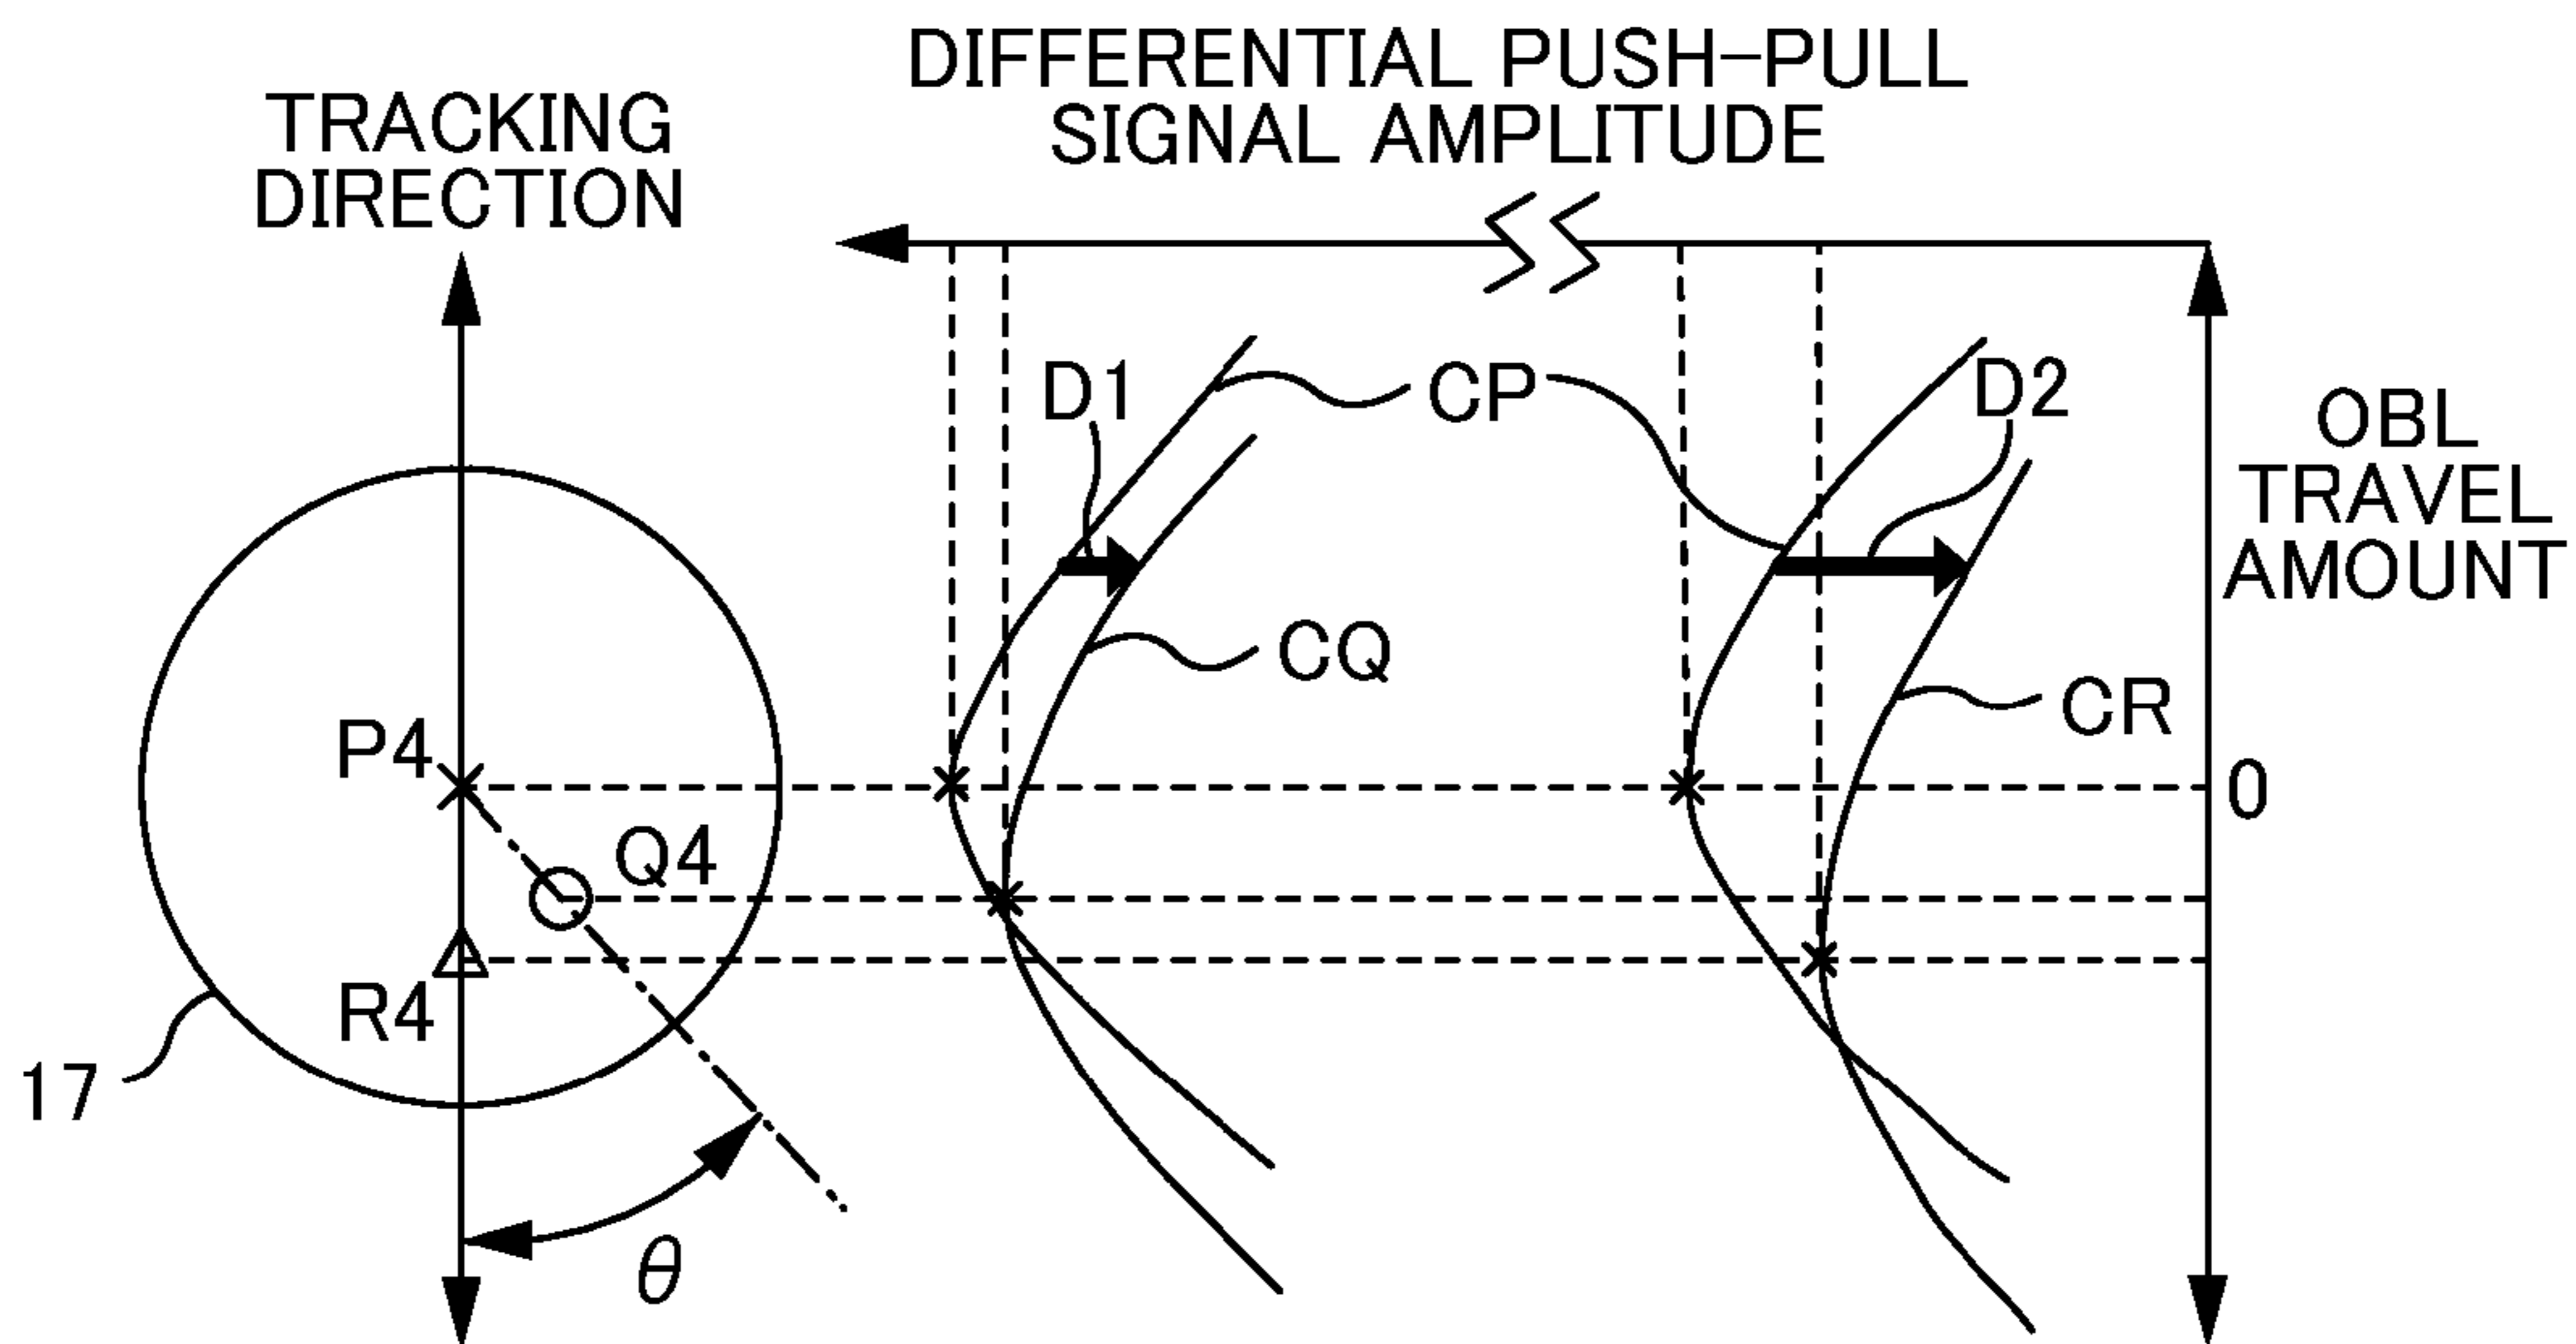 DIFFERENTIAL PUSH-PULL
SIGNAL AMPLITUDE
TRACKING
DIRECTION
D1
CP
D2
OBL
TRAVEL
AMOUNT
CQ
CR
P4
0
Q4
R4
17
θ